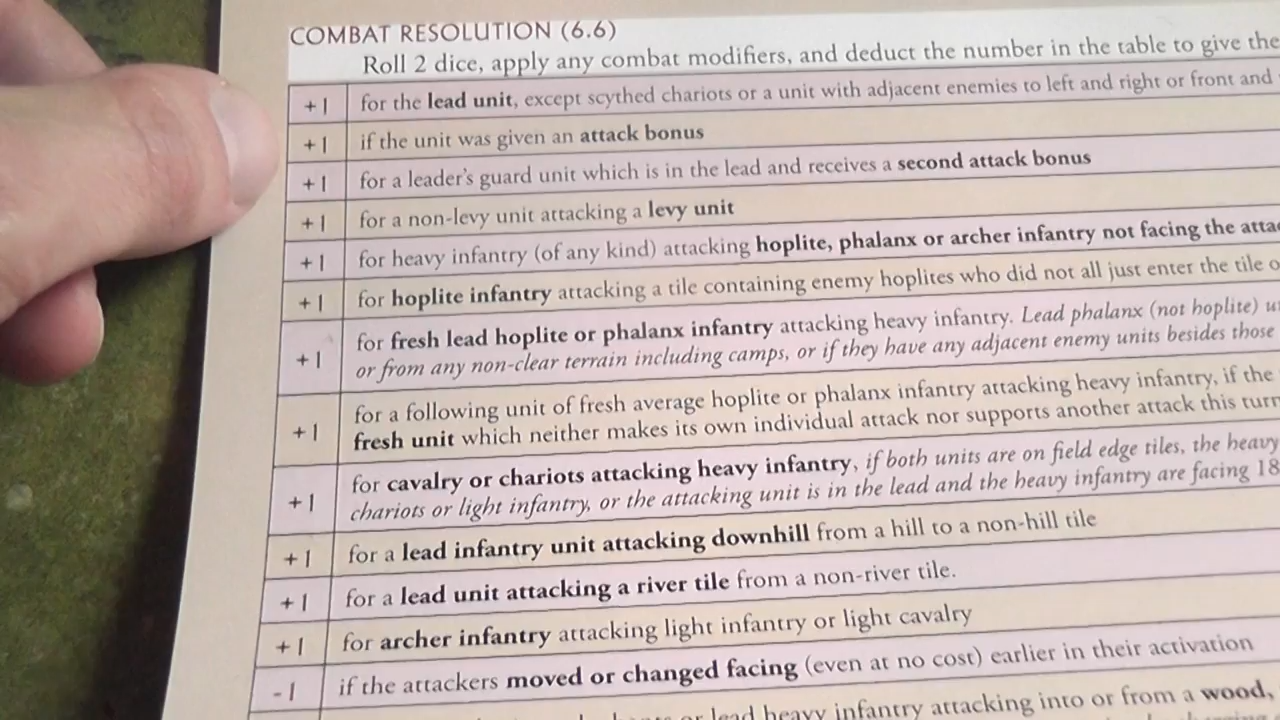 COMBAT RESOLUTION (6.6)
Roll 2 dice, apply any combat modifiers, and deduct the number in the table to give the
+1 for the lead unit, except scythed chariots or a unit with adjacent enemies to left and right or front and
+1 if the unit was given an attack bonus
+1 for a leader's guard unit which is in the lead and receives a second attack bonus
+1 for a non-levy unit attacking a levy unit
+1 for heavy infantry (of any kind) attacking hoplite, phalanx or archer infantry not facing the
+1 for hoplite infantry attacking a tile containing enemy hoplites who did not all just enter the tile
+1 for fresh lead hoplite or phalanx infantry attacking heavy infantry. Lead phalanx (not hoplite)
or from any non-clear terrain including camps, or if they have any adjacent enemy units besides those
+1 for a following unit of fresh average hoplite or phalanx infantry attacking heavy infantry, if the
fresh unit which neither makes its own individual attack nor supports another attack this turn
+1 for cavalry or chariots attacking heavy infantry, if both units are on field edge tiles, the heavy
chariots or light infantry, or the attacking unit is in the lead and the heavy infantry are facing 18
+1 for a lead infantry unit attacking downhill from a hill to a non-hill tile
+1 for a lead unit attacking a river tile from a non-river tile.
+1 for archer infantry attacking light infantry or light cavalry
-1 if the attackers moved or changed facing (even at no cost) earlier in their activation
or lead heavy infantry attacking into or from a wood,